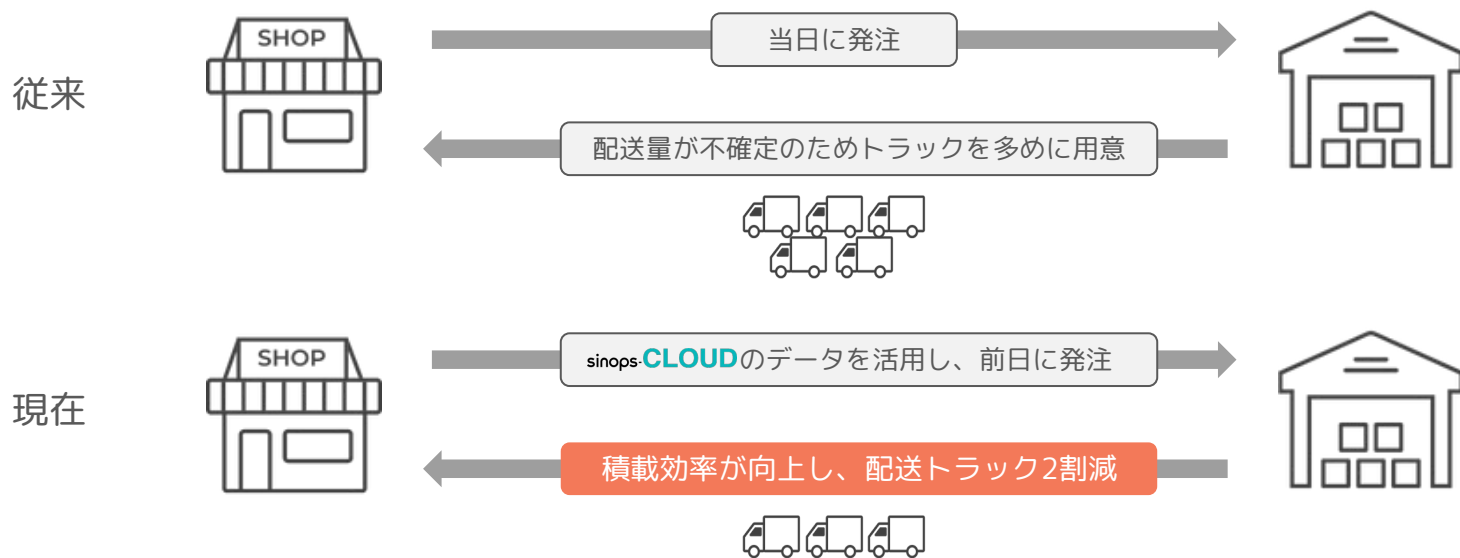 従来
SHOP
当日に発注
配送量が不確定のためトラックを多めに用意
現在
SHOP
sinops-CLOUDのデータを活用し、前日に発注
積載効率が向上し、配送トラック2割減